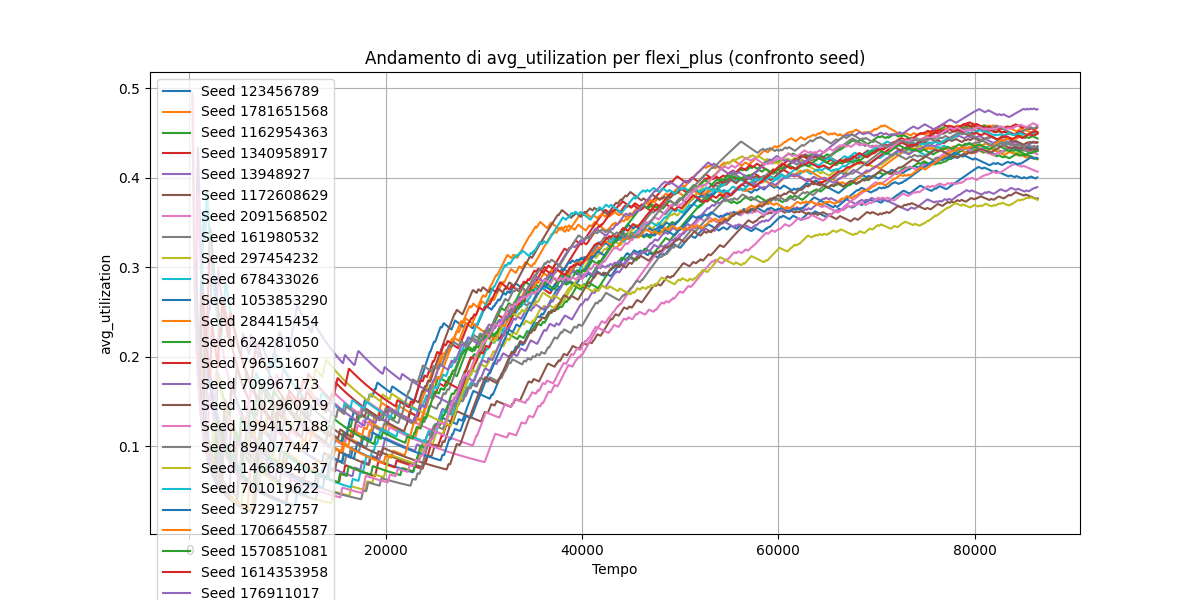 Andamento di avg_utilization per flexi_plus (confronto seed)
avg_utilization
0.5
0.4
0.3
0.2
0.1
Seed 123456789
Seed 1781651568
Seed 1162954363
Seed 1340958917
Seed 13948927
Seed 1172608629
Seed 2091568502
Seed 161980532
Seed 297454232
Seed 678433026
Seed 1053853290
Seed 284415454
Seed 624281050
Seed 796551607
Seed 709967173
Seed 1102960919
Seed 1994157188
Seed 894077447
Seed 1466894037
Seed 701019622
Seed 372912757
Seed 1706645587
Seed 1570851081
Seed 1614353958
Seed 176911017
0 20000 40000 60000 80000
Tempo